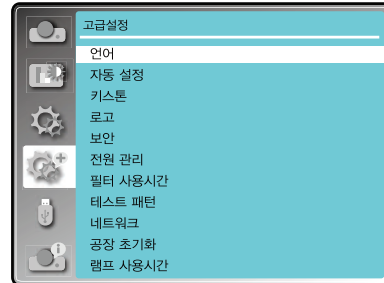 고급설정
언어
자동 설정
키스톤
로고
보안
전원 관리
필터 사용시간
테스트 패턴
네트워크
공장 초기화
램프 사용시간